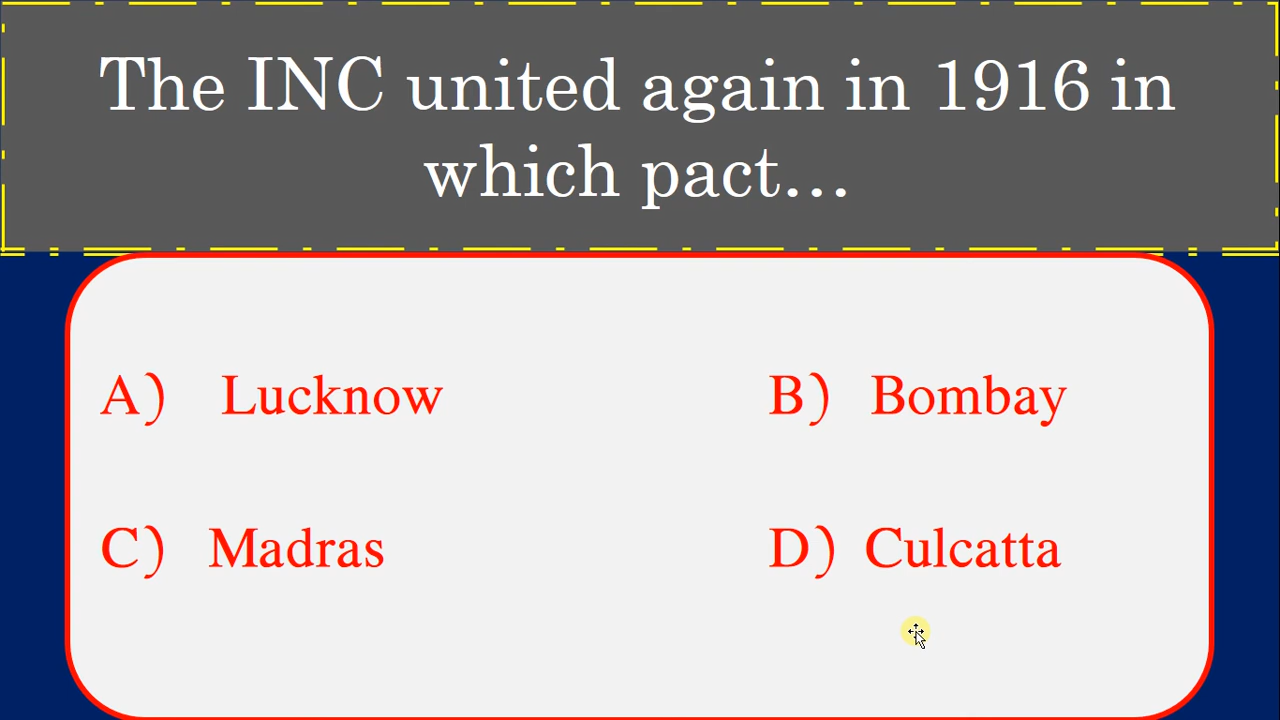 The INC united again in 1916 in
which pact…
A) Lucknow B) Bombay
C) Madras D) Culcatta